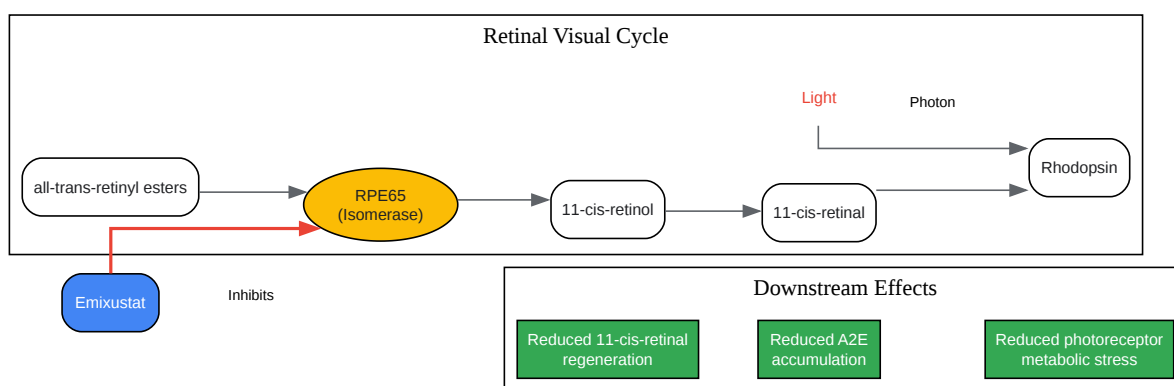 Retinal Visual Cycle
Light
Photon
all-trans-retinyl esters
RPE65
(Isomerase)
11-cis-retinol
11-cis-retinal
Rhodopsin
Emixustat
Inhibits
Downstream Effects
Reduced 11-cis-retinal
regeneration
Reduced A2E
accumulation
Reduced photoreceptor
metabolic stress